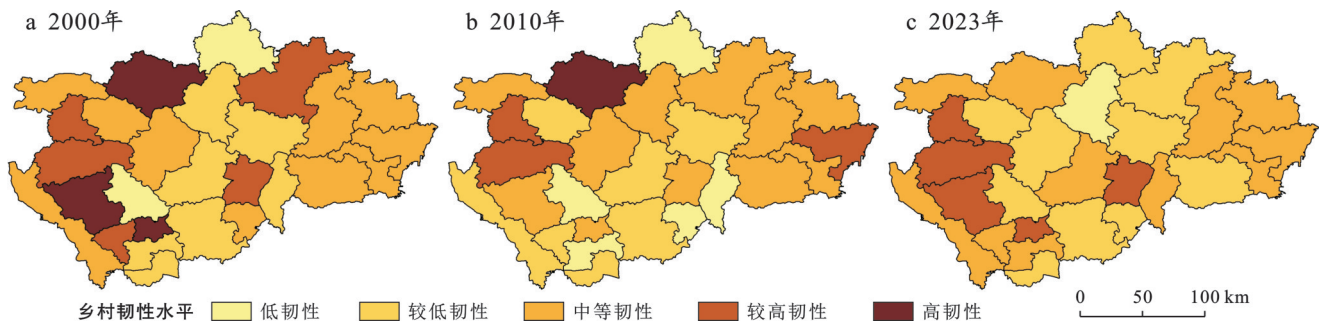 a 2000年
b 2010年
c 2023年
乡村韧性水平 低韧性 较低韧性 中等韧性 较高韧性 高韧性
0 50 100 km